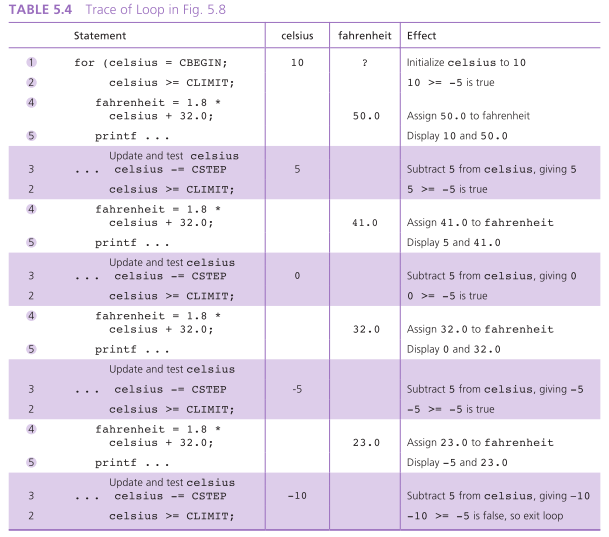 TABLE 5.4 Trace of Loop in Fig. 5.8
Statement celsius fahrenheit Effect
1 for (celsius = CBEGIN; 10 ? Initialize celsius to 10
2 celsius >= CLIMIT; 10 >= −5 is true
4 fahrenheit = 1.8 *
celsius + 32.0; 50.0 Assign 50.0 to fahrenheit
5 printf ... Display 10 and 50.0
Update and test celsius
3 ... celsius -= CSTEP 5 Subtract 5 from celsius, giving 5
2 celsius >= CLIMIT; 5 >= −5 is true
4 fahrenheit = 1.8 *
celsius + 32.0; 41.0 Assign 41.0 to fahrenheit
5 printf ... Display 5 and 41.0
Update and test celsius
3 ... celsius -= CSTEP 0 Subtract 5 from celsius, giving 0
2 celsius >= CLIMIT; 0 >= −5 is true
4 fahrenheit = 1.8 *
celsius + 32.0; 32.0 Assign 32.0 to fahrenheit
5 printf ... Display 0 and 32.0
Update and test celsius
3 ... celsius -= CSTEP -5 Subtract 5 from celsius, giving −5
2 celsius >= CLIMIT; −5 >= −5 is true
4 fahrenheit = 1.8 *
celsius + 32.0; 23.0 Assign 23.0 to fahrenheit
5 printf ... Display −5 and 23.0
Update and test celsius
3 ... celsius -= CSTEP −10 Subtract 5 from celsius, giving −10
2 celsius >= CLIMIT; −10 >= −5 is false, so exit loop